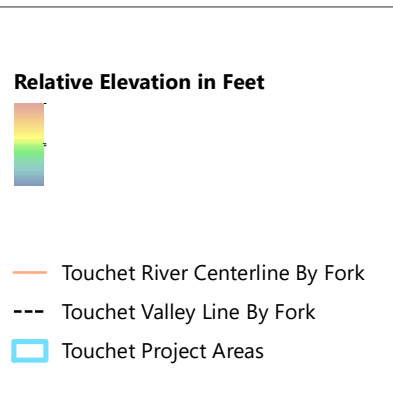 Relative Elevation in Feet
Touchet River Centerline By Fork
Touchet Valley Line By Fork
Touchet Project Areas